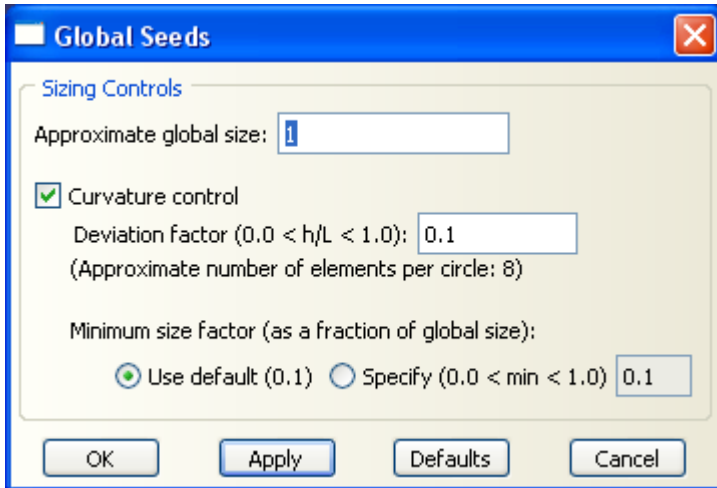 Global Seeds
Sizing Controls
Approximate global size: 1
Curvature control
Deviation factor (0.0 < h/L < 1.0): 0.1
(Approximate number of elements per circle: 8)
Minimum size factor (as a fraction of global size):
Use default (0.1) Specify (0.0 < min < 1.0) 0.1
OK Apply Defaults Cancel